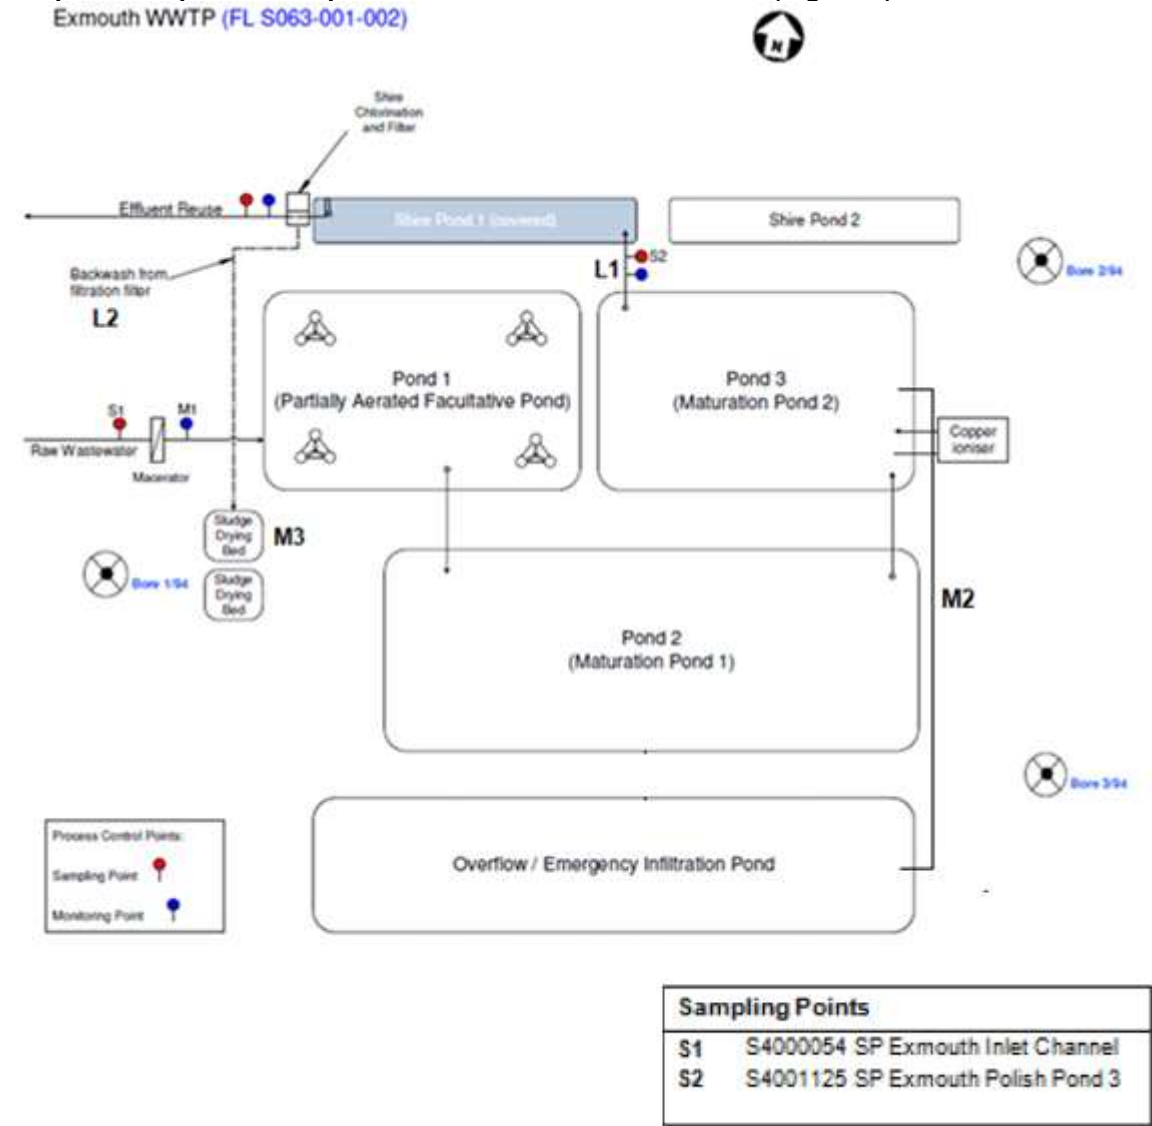 Exmouth WWTP (FL S063-001-002)
N
Shire
Chlorination
and Filter
Effluent Reuse
Shire Pond 1 (covered)
Shire Pond 2
S2
L1
Bore 2/94
Backwash from
filtration filter
L2
Pond 1
(Partially Aerated Facultative Pond)
Pond 3
(Maturation Pond 2)
S1
M1
Raw Wastewater
Macerator
Copper
ioniser
Sludge
Drying
Bed
M3
Bore 1/94
Sludge
Drying
Bed
M2
Pond 2
(Maturation Pond 1)
Bore 3/94
Process Control Points:
Sampling Point
Monitoring Point
Overflow / Emergency Infiltration Pond
Sampling Points
S1 S4000054 SP Exmouth Inlet Channel
S2 S4001125 SP Exmouth Polish Pond 3